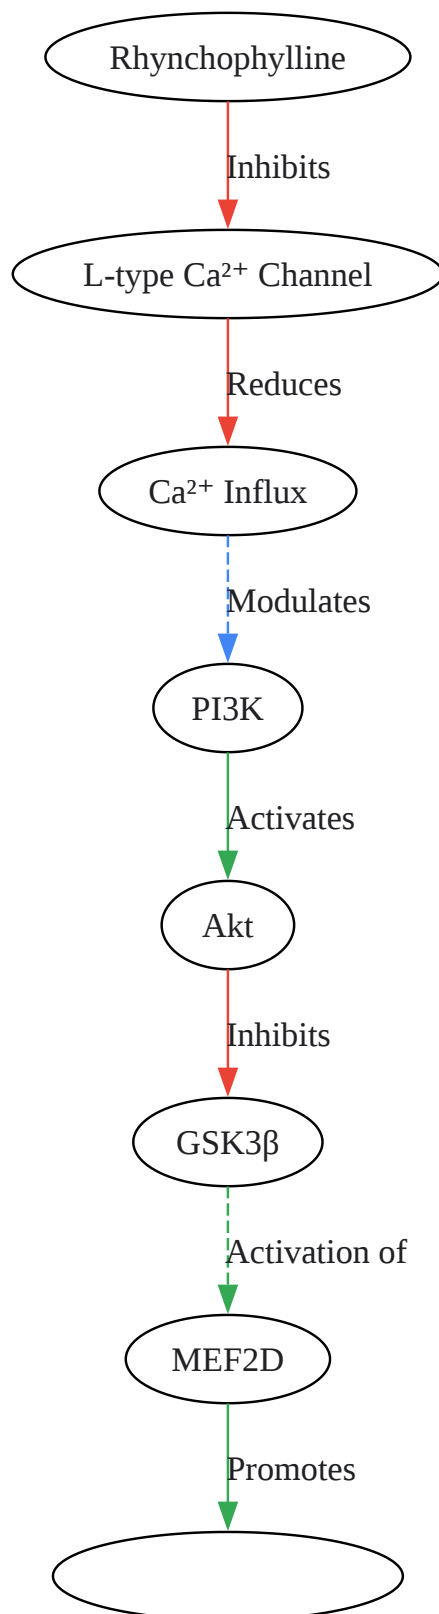 Rhynchophylline
Inhibits
L-type Ca²⁺ Channel
Reduces
Ca²⁺ Influx
Modulates
PI3K
Activates
Akt
Inhibits
GSK3β
Activation of
MEF2D
Promotes